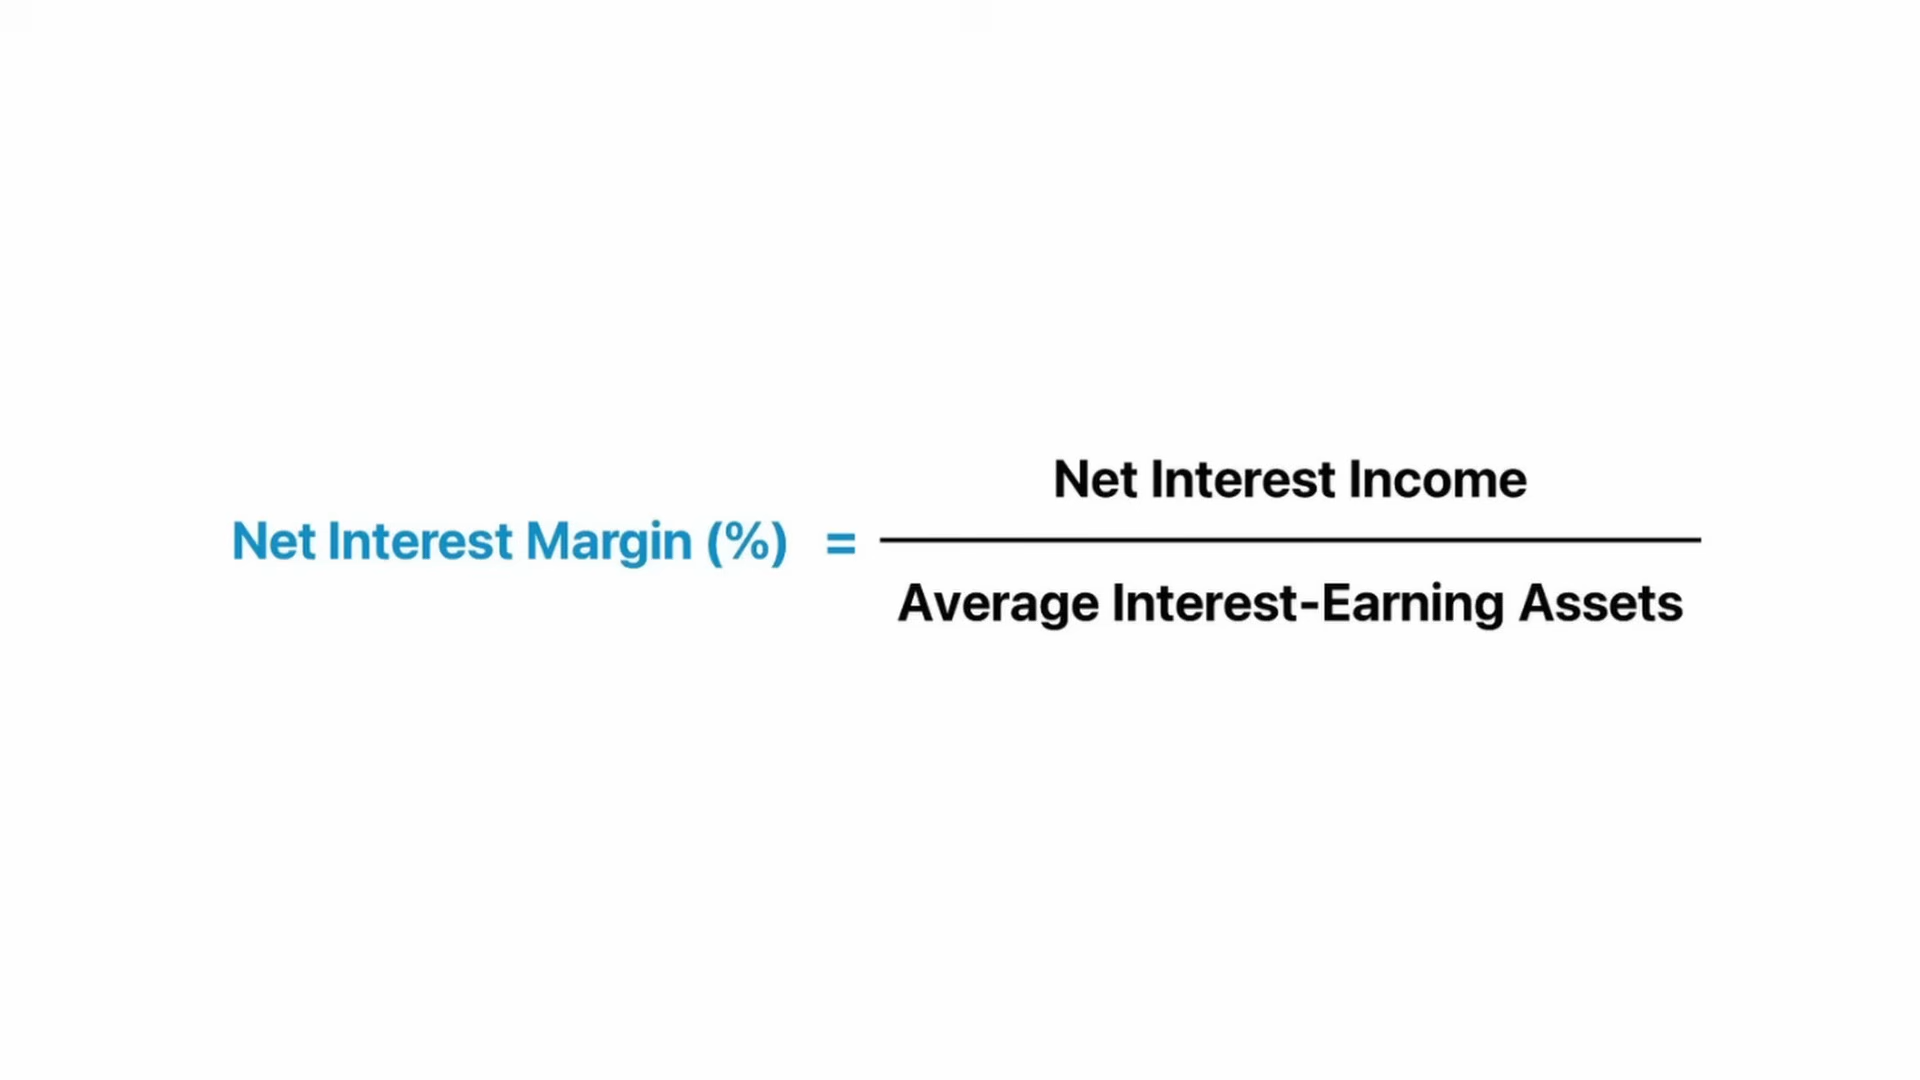 Net Interest Margin (%) =
Net Interest Income
Average Interest-Earning Assets